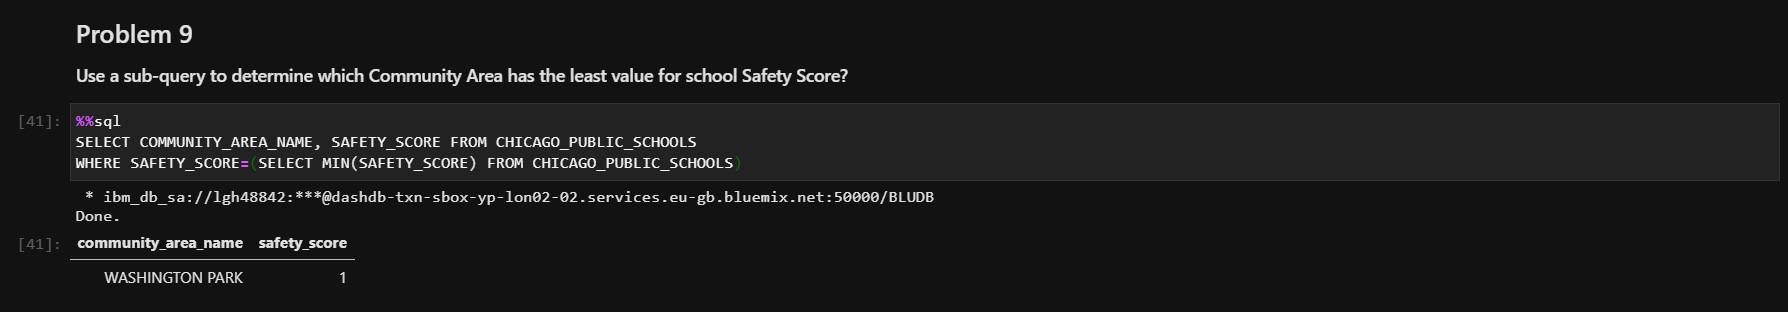 Problem 9
Use a sub-query to determine which Community Area has the least value for school Safety Score?
[41]: %%sql
SELECT COMMUNITY_AREA_NAME, SAFETY_SCORE FROM CHICAGO_PUBLIC_SCHOOLS
WHERE SAFETY_SCORE=(SELECT MIN(SAFETY_SCORE) FROM CHICAGO_PUBLIC_SCHOOLS)
* ibm_db_sa://lgh48842:***@dashdb-txn-sbox-yp-lon02-02.services.eu-gb.bluemix.net:50000/BLUDB
Done.
[41]: community_area_name safety_score
WASHINGTON PARK 1